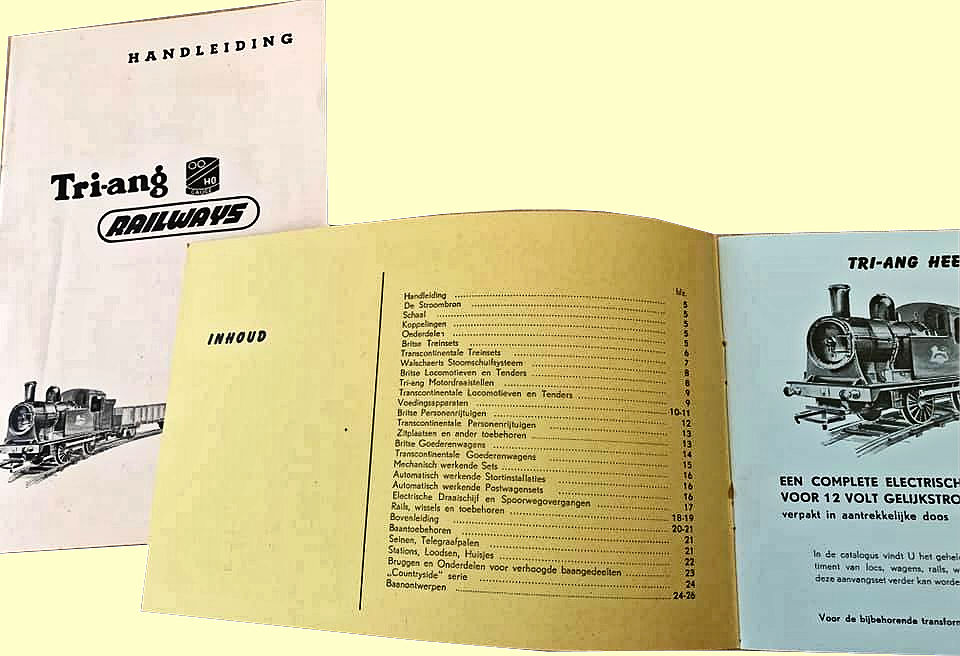 HANDLEIDING
Tri-ang
HO
GAUGE
RAILWAYS
INHOUD
Blz.
Handleiding 5
De Stroombron 5
Schaal 5
Koppelingen 5
Onderdelen 5
Britse Treinsets 6
Transcontinentale Treinsets 7
Walschaerts Stoomschuifsysteem 8
Britse Locomotieven en Tenders 8
Tri-ang Motordraaistellen 9
Transcontinentale Locomotieven en Tenders 9
Voedingsapparaten 10-11
Britse Personenrijtuigen 12
Transcontinentale Personenrijtuigen 13
Zitplaatsen en ander toebehoren 13
Britse Goederenwagens 14
Transcontinentale Goederenwagens 15
Mechanisch werkende Sets 16
Automatisch werkende Stortinstallaties 16
Automatisch werkende Postwagensets 16
Electrische Draaischijf en Spoorwegovergangen 17
Rails, wissels en toebehoren 18-19
Bovenleiding 20-21
Baantoebehoren 21
Seinen, Telegraafpalen 21
Stations, Loodsen, Huisjes 22
Bruggen en Onderdelen voor verhoogde baangedeelten 23
„Countryside" serie 24
Baanontwerpen 24-26
TRI-ANG HEE
EEN COMPLETE ELECTRISCH
VOOR 12 VOLT GELIJKSTRO
verpakt in aantrekkelijke doos
In de catalogus vindt U het gehel
timent van locs, wagens, rails, w
deze aanvangsset verder kan worde
Voor de bijbehorende transform